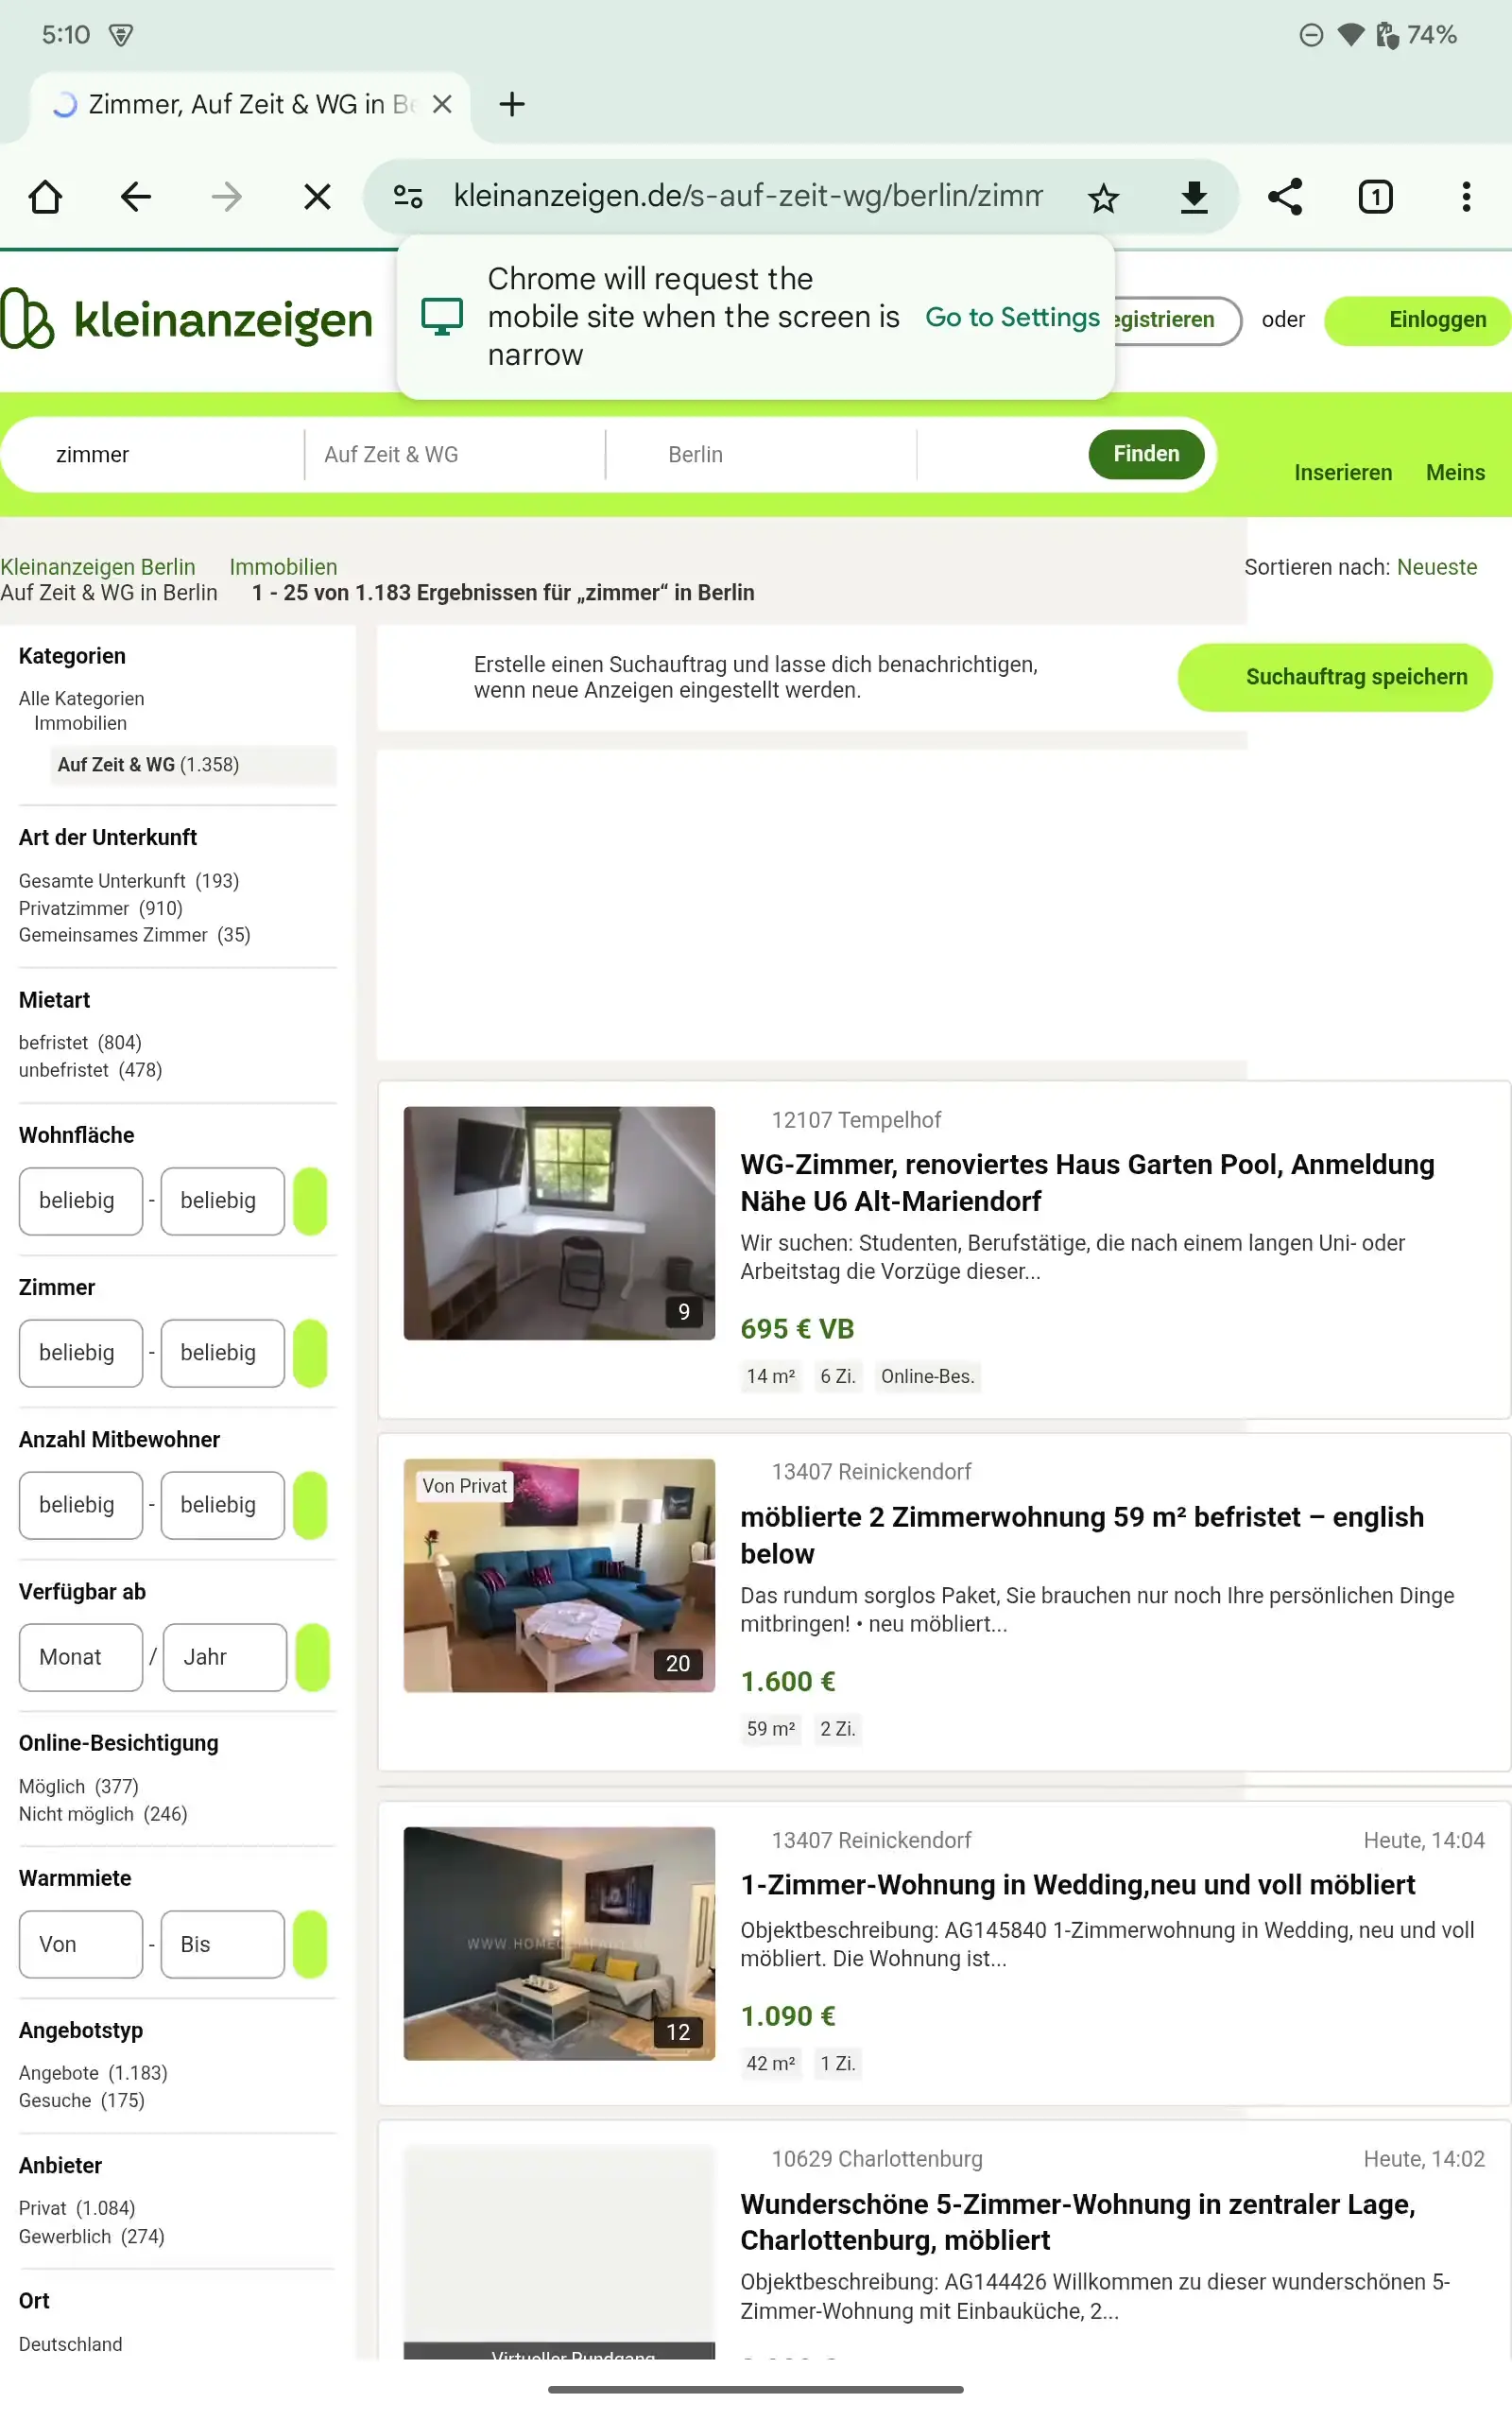 5:10
74%
Zimmer, Auf Zeit & WG in Be
kleinanzeigen.de/s-auf-zeit-wg/berlin/zimm
1
Chrome will request the
mobile site when the screen is
narrow
Go to Settings
kleinanzeigen
egistrieren
oder
Einloggen
zimmer
Auf Zeit & WG
Berlin
Finden
Inserieren
Meins
Kleinanzeigen Berlin
Immobilien
Auf Zeit & WG in Berlin
1 - 25 von 1.183 Ergebnissen für „zimmer“ in Berlin
Sortieren nach: Neueste
Kategorien
Alle Kategorien
Immobilien
Auf Zeit & WG (1.358)
Art der Unterkunft
Gesamte Unterkunft (193)
Privatzimmer (910)
Gemeinsames Zimmer (35)
Mietart
befristet (804)
unbefristet (478)
Wohnfläche
beliebig - beliebig
Zimmer
beliebig - beliebig
Anzahl Mitbewohner
beliebig - beliebig
Verfügbar ab
Monat / Jahr
Online-Besichtigung
Möglich (377)
Nicht möglich (246)
Warmmiete
Von - Bis
Angebotstyp
Angebote (1.183)
Gesuche (175)
Anbieter
Privat (1.084)
Gewerblich (274)
Ort
Deutschland
Erstelle einen Suchauftrag und lasse dich benachrichtigen,
wenn neue Anzeigen eingestellt werden.
Suchauftrag speichern
9
12107 Tempelhof
WG-Zimmer, renoviertes Haus Garten Pool, Anmeldung
Nähe U6 Alt-Mariendorf
Wir suchen: Studenten, Berufstätige, die nach einem langen Uni- oder
Arbeitstag die Vorzüge dieser...
695 € VB
14 m² 6 Zi. Online-Bes.
Von Privat
20
13407 Reinickendorf
möblierte 2 Zimmerwohnung 59 m² befristet – english
below
Das rundum sorglos Paket, Sie brauchen nur noch Ihre persönlichen Dinge
mitbringen! • neu möbliert...
1.600 €
59 m² 2 Zi.
12
13407 Reinickendorf
Heute, 14:04
1-Zimmer-Wohnung in Wedding,neu und voll möbliert
Objektbeschreibung: AG145840 1-Zimmerwohnung in Wedding, neu und voll
möbliert. Die Wohnung ist...
1.090 €
42 m² 1 Zi.
Virtueller Rundgang
10629 Charlottenburg
Heute, 14:02
Wunderschöne 5-Zimmer-Wohnung in zentraler Lage,
Charlottenburg, möbliert
Objektbeschreibung: AG144426 Willkommen zu dieser wunderschönen 5-
Zimmer-Wohnung mit Einbauküche, 2...